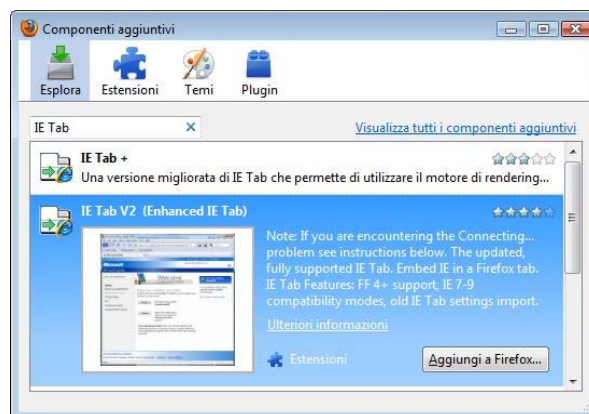 Componenti aggiuntivi
Esplora Estensioni Temi Plugin
IE Tab Visualizza tutti i componenti aggiuntivi
IE Tab +
Una versione migliorata di IE Tab che permette di utilizzare il motore di rendering...
IE Tab V2 (Enhanced IE Tab)
Note: If you are encountering the Connecting...
problem see instructions below. The updated,
fully supported IE Tab. Embed IE in a Firefox tab.
IE Tab Features: FF 4+ support, IE 7-9
compatibility modes, old IE Tab settings import.
Ulteriori informazioni
Estensioni Aggiungi a Firefox...